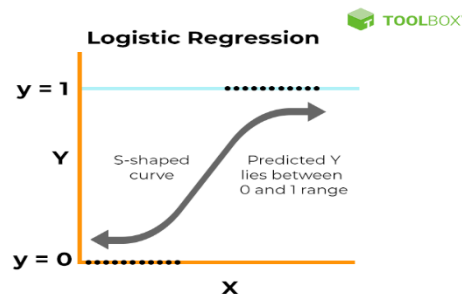 TOOLBOX
Logistic Regression
y = 1
Y
S-shaped
curve
Predicted Y
lies between
0 and 1 range
y = 0
X